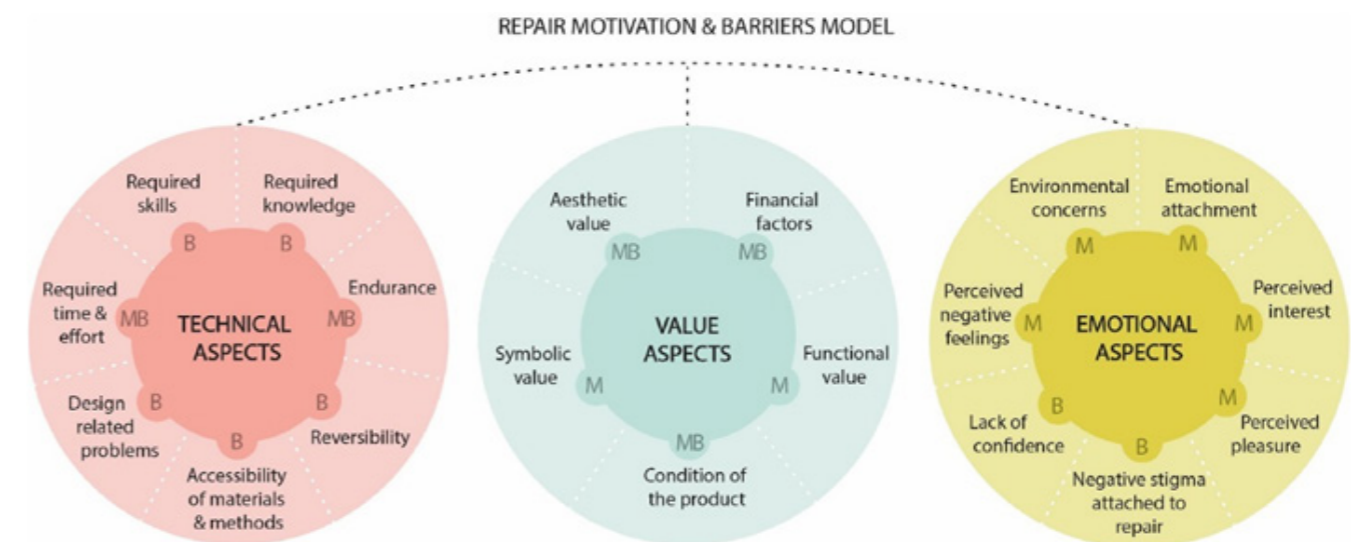 REPAIR MOTIVATION & BARRIERS MODEL
Required
skills
B
Required
knowledge
B
Endurance
MB
Reversibility
B
Accessibility
of materials
& methods
B
Design
related
problems
B
Required
time &
effort
MB
TECHNICAL
ASPECTS
Aesthetic
value
MB
Financial
factors
MB
Functional
value
M
Condition of
the product
MB
Symbolic
value
M
VALUE
ASPECTS
Environmental
concerns
M
Emotional
attachment
M
Perceived
interest
M
Perceived
pleasure
M
Negative stigma
attached to
repair
B
Lack of
confidence
B
Perceived
negative
feelings
M
EMOTIONAL
ASPECTS